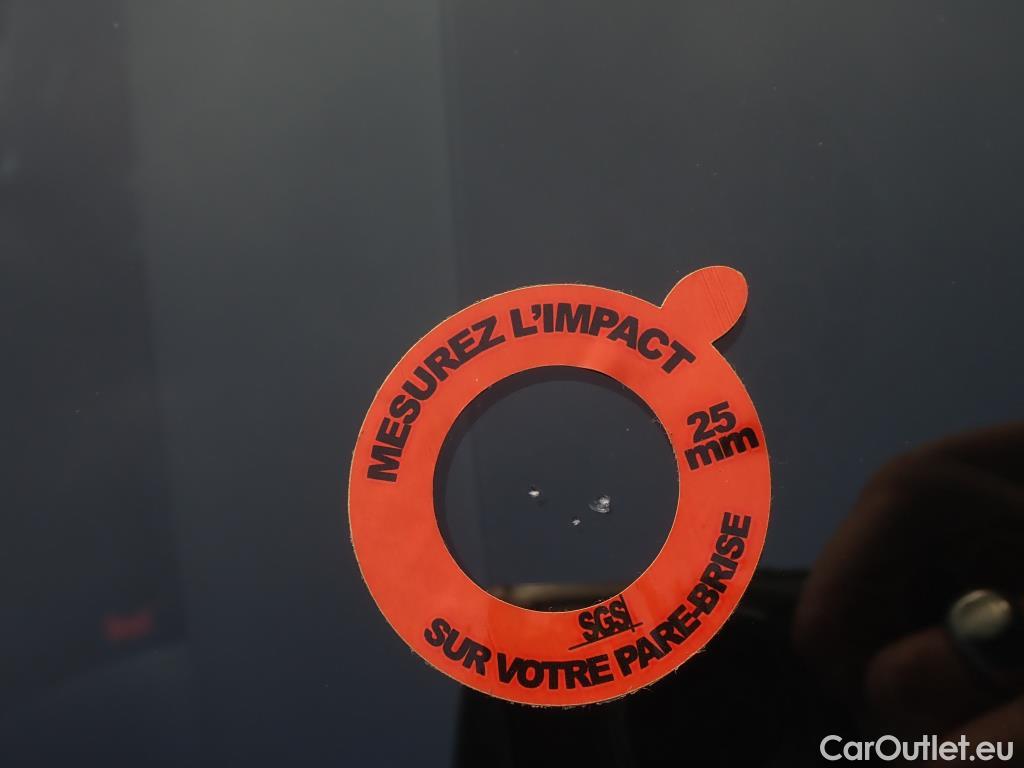 MESUREZ L'IMPACT
25
mm
SGS
SUR VOTRE PARE-BRISE
CarOutlet.eu